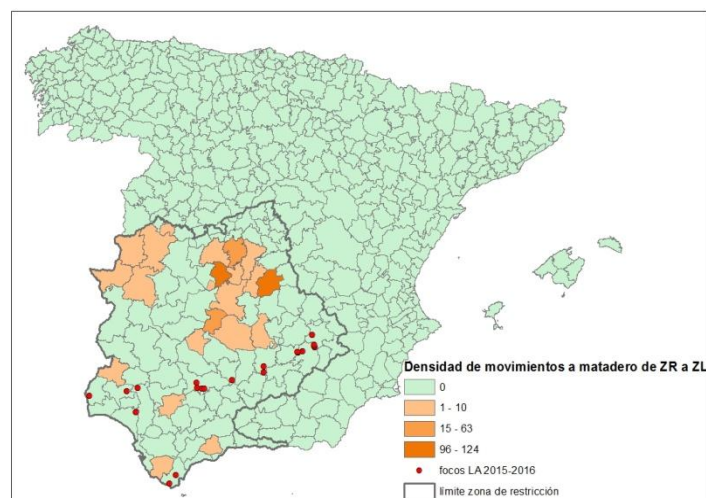 Densidad de movimientos a matadero de ZR a ZL
0
1 - 10
15 - 63
96 - 124
focos LA 2015-2016
límite zona de restricción